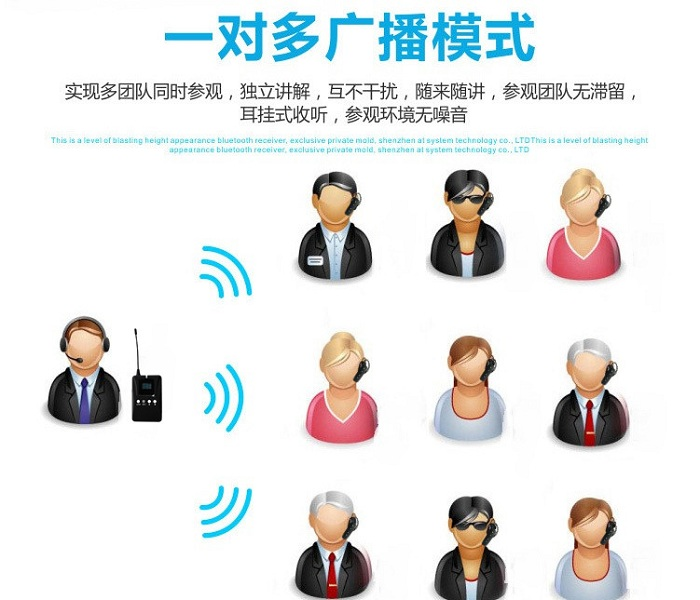 一对多广播模式
实现多团队同时参观，独立讲解，互不干扰，随来随讲，参观团队无滞留，
耳挂式收听，参观环境无噪音
This is a level of blasting height appearance bluetooth receiver, exclusive private mold, shenzhen at system technology co., LTDThis is a level of blasting height
appearance bluetooth receiver, exclusive private mold, shenzhen at system technology co., LTD